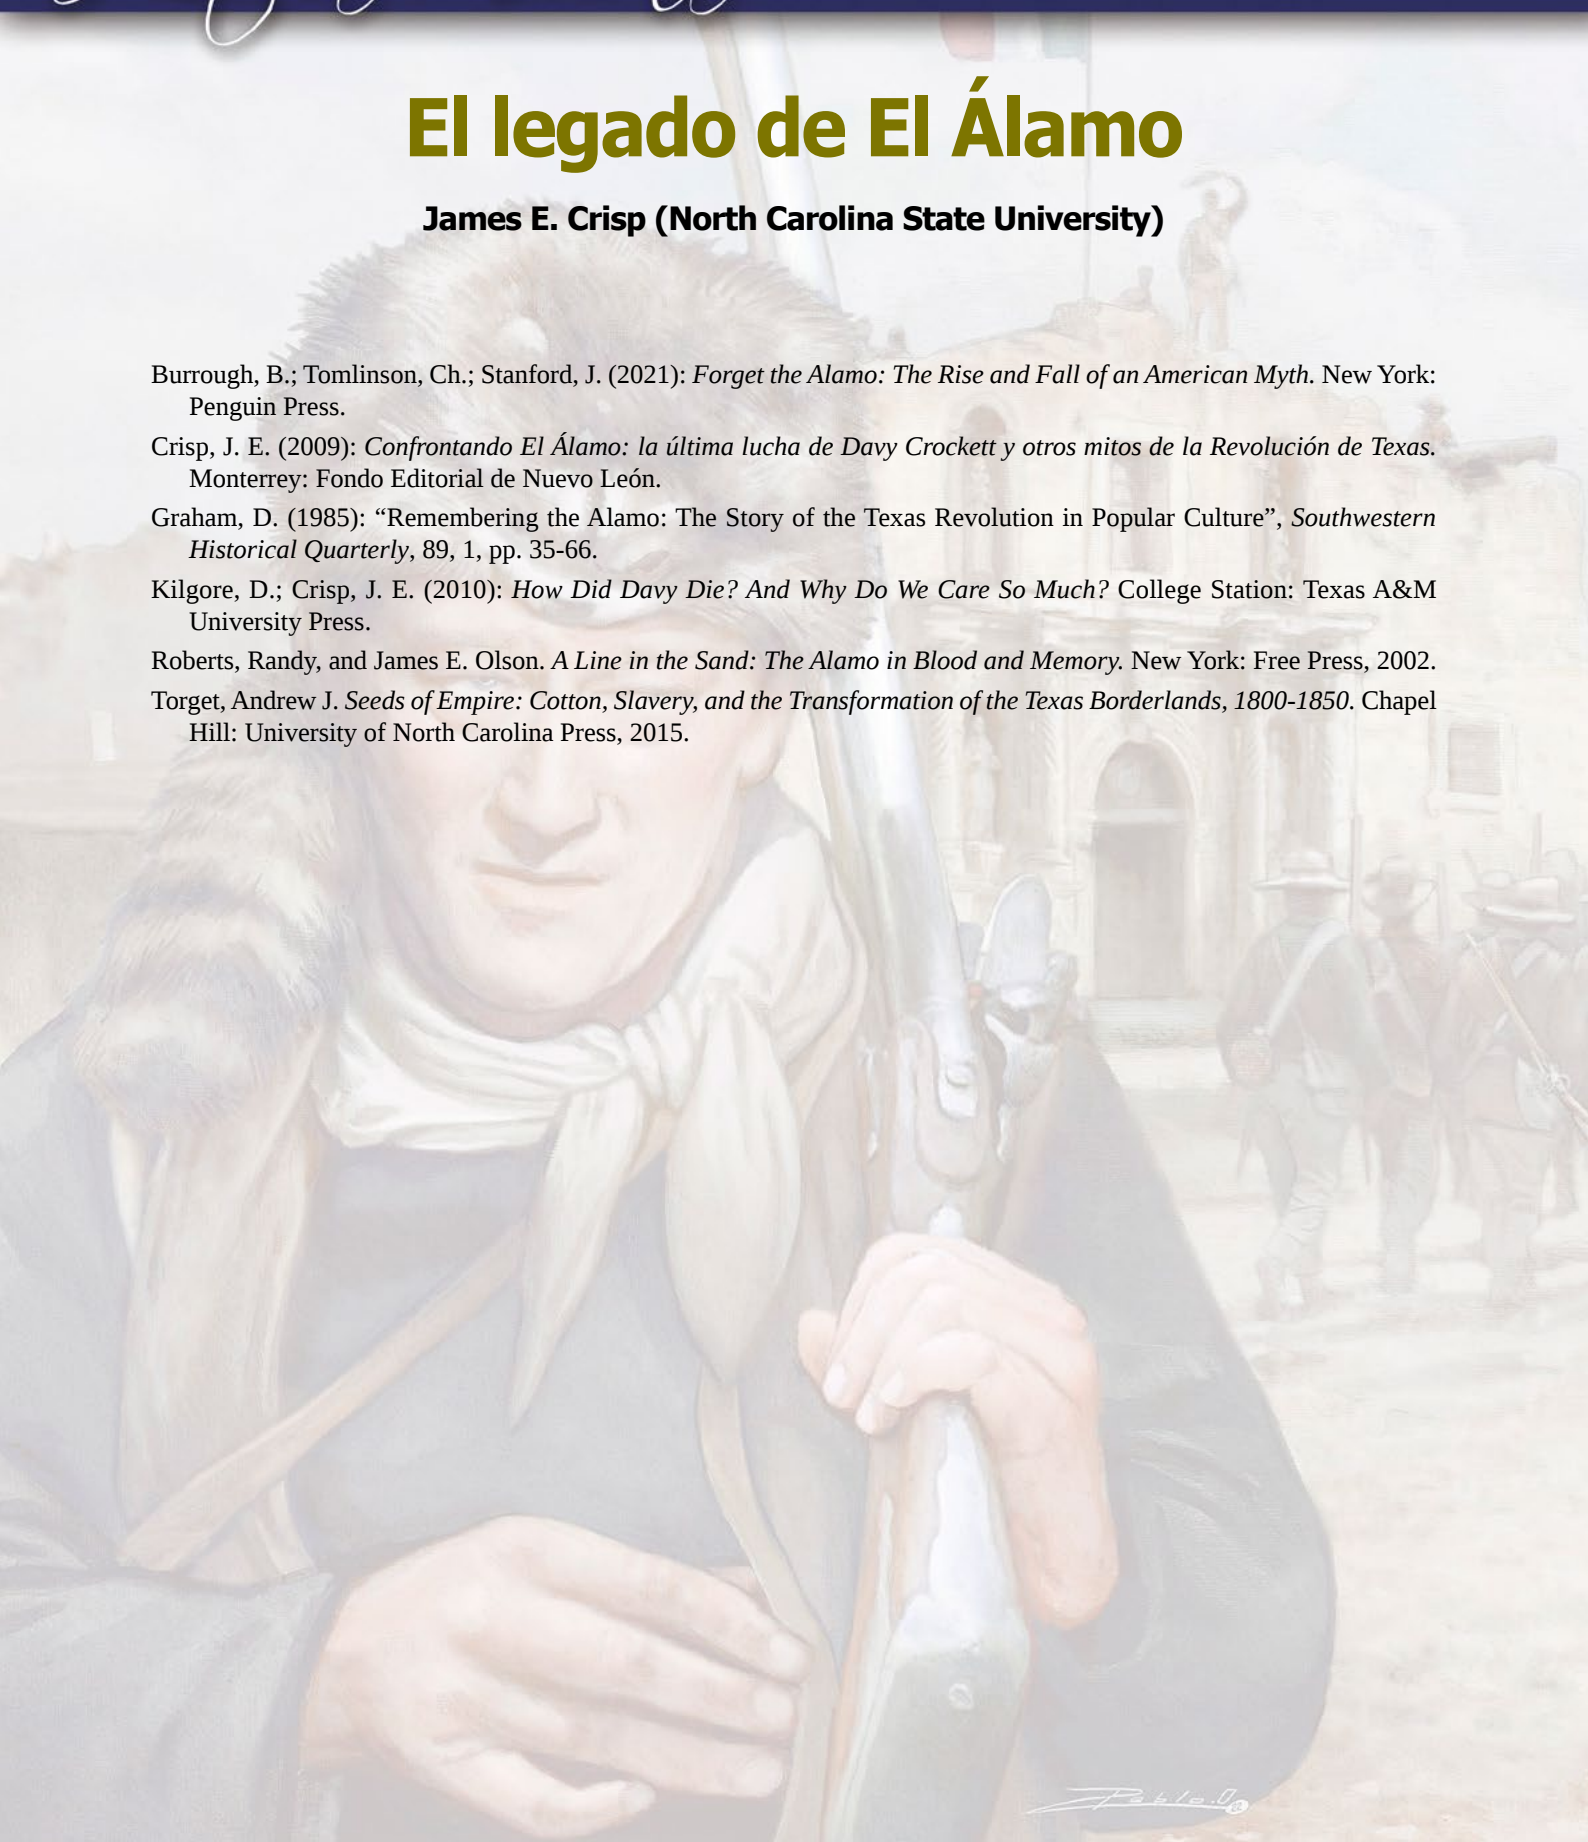 El legado de El Álamo
James E. Crisp (North Carolina State University)
Burrough, B.; Tomlinson, Ch.; Stanford, J. (2021): Forget the Alamo: The Rise and Fall of an American Myth. New York:
Penguin Press.
Crisp, J. E. (2009): Confrontando El Álamo: la última lucha de Davy Crockett y otros mitos de la Revolución de Texas.
Monterrey: Fondo Editorial de Nuevo León.
Graham, D. (1985): “Remembering the Alamo: The Story of the Texas Revolution in Popular Culture”, Southwestern
Historical Quarterly, 89, 1, pp. 35-66.
Kilgore, D.; Crisp, J. E. (2010): How Did Davy Die? And Why Do We Care So Much? College Station: Texas A&M
University Press.
Roberts, Randy, and James E. Olson. A Line in the Sand: The Alamo in Blood and Memory. New York: Free Press, 2002.
Torget, Andrew J. Seeds of Empire: Cotton, Slavery, and the Transformation of the Texas Borderlands, 1800-1850. Chapel
Hill: University of North Carolina Press, 2015.
Pablo.O